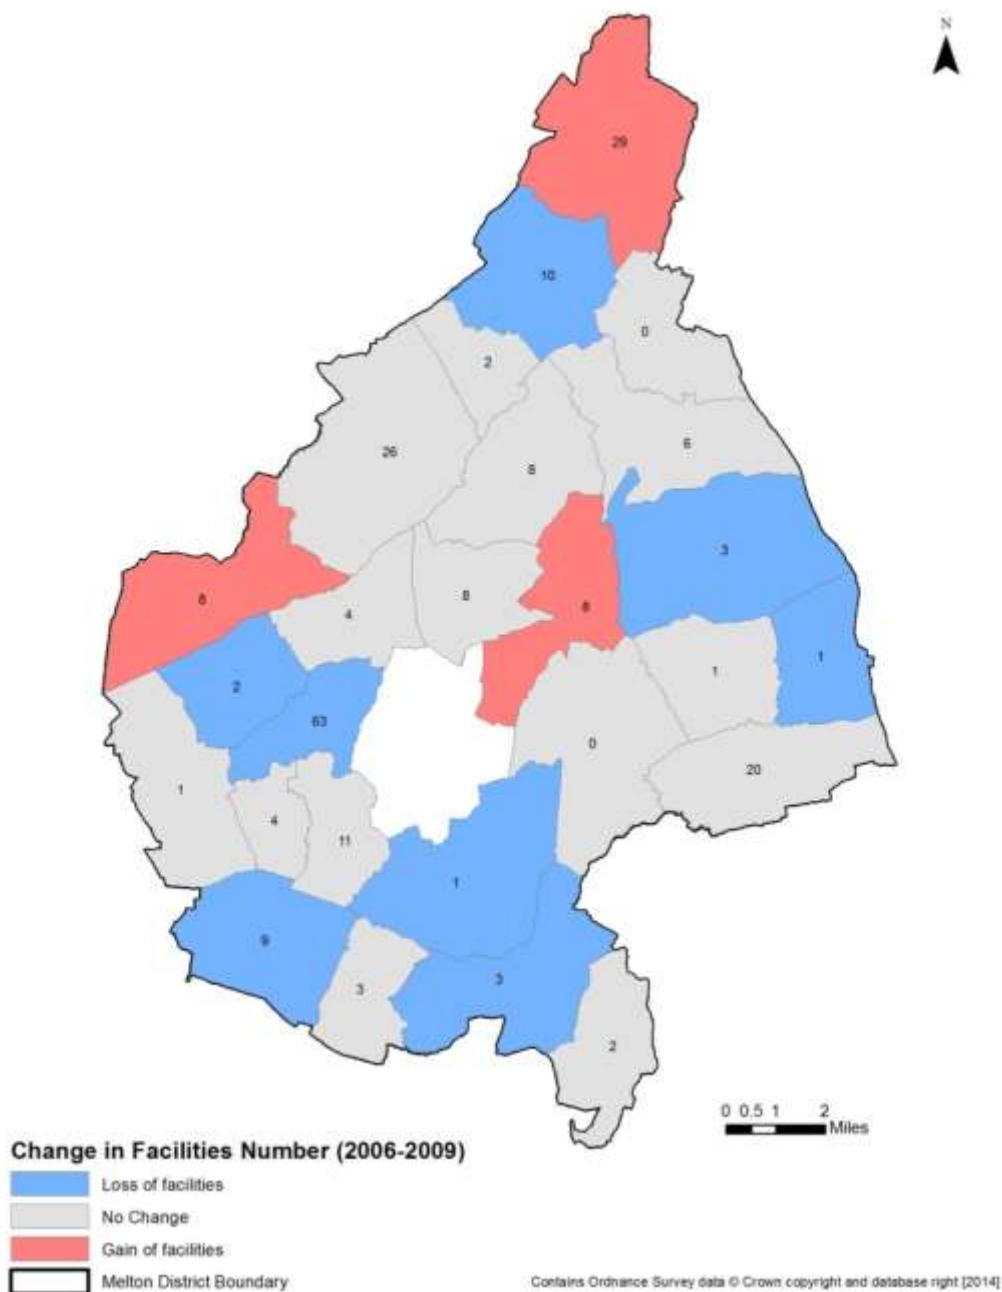 N
29
10
0
2
6
26
8
3
8
6
8
4
1
1
2
63
0
20
1
4
11
1
9
3
3
2
0 0.5 1 2
Miles
Change in Facilities Number (2006-2009)
Loss of facilities
No Change
Gain of facilities
Melton District Boundary
Contains Ordnance Survey data © Crown copyright and database right [2014]